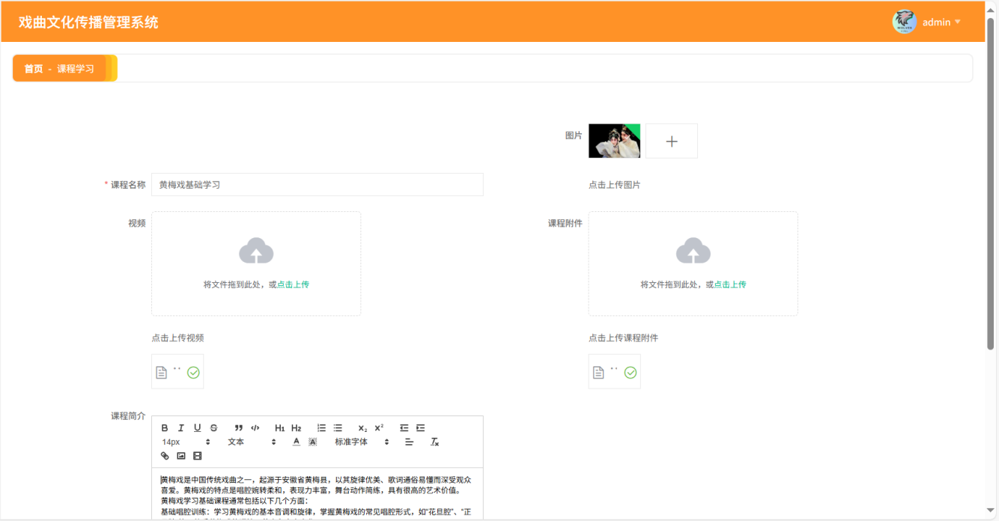 戏曲文化传播管理系统
admin
首页 - 课程学习
图片
* 课程名称
黄梅戏基础学习
点击上传图片
视频
将文件拖到此处，或点击上传
课程附件
将文件拖到此处，或点击上传
点击上传视频
点击上传课程附件
课程简介
B I U S H1 H2 X2 X2
14px 文本 A A 标准字体 Tx
黄梅戏是中国传统戏曲之一，起源于安徽省黄梅县，以其旋律优美、歌词通俗易懂而深受观众
喜爱。黄梅戏的特点是唱腔婉转柔和，表现力丰富，舞台动作简练，具有很高的艺术价值。
黄梅戏学习基础课程通常包括以下几个方面：
基础唱腔训练：学习黄梅戏的基本音调和旋律，掌握黄梅戏的常见唱腔形式，如“花旦腔”、“正